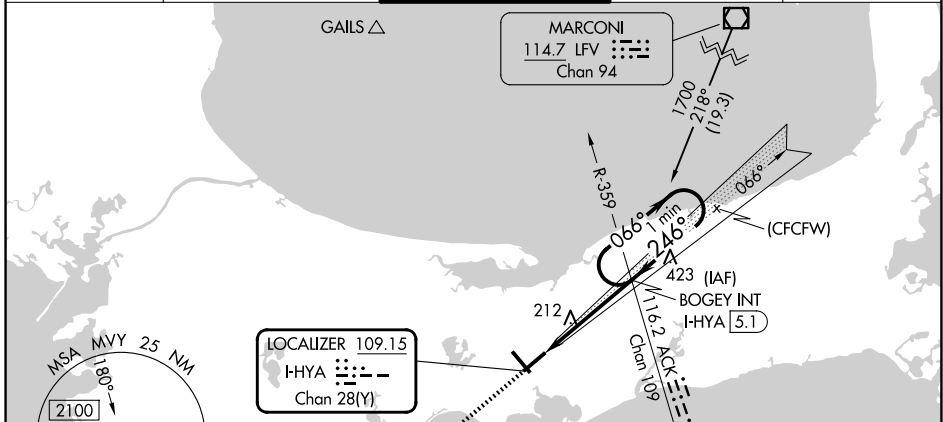 GAILS
MARCONI
114.7 LFV
Chan 94
1700
218°
(19.3)
R-359
066°
066°
1 min
246°
(CFCFW)
423
(IAF)
BOGEY INT
I-HYA 5.1
212
116.2 ACK
Chan 109
LOCALIZER 109.15
I-HYA
Chan 28(Y)
MSA MVY 25 NM
180°
2100